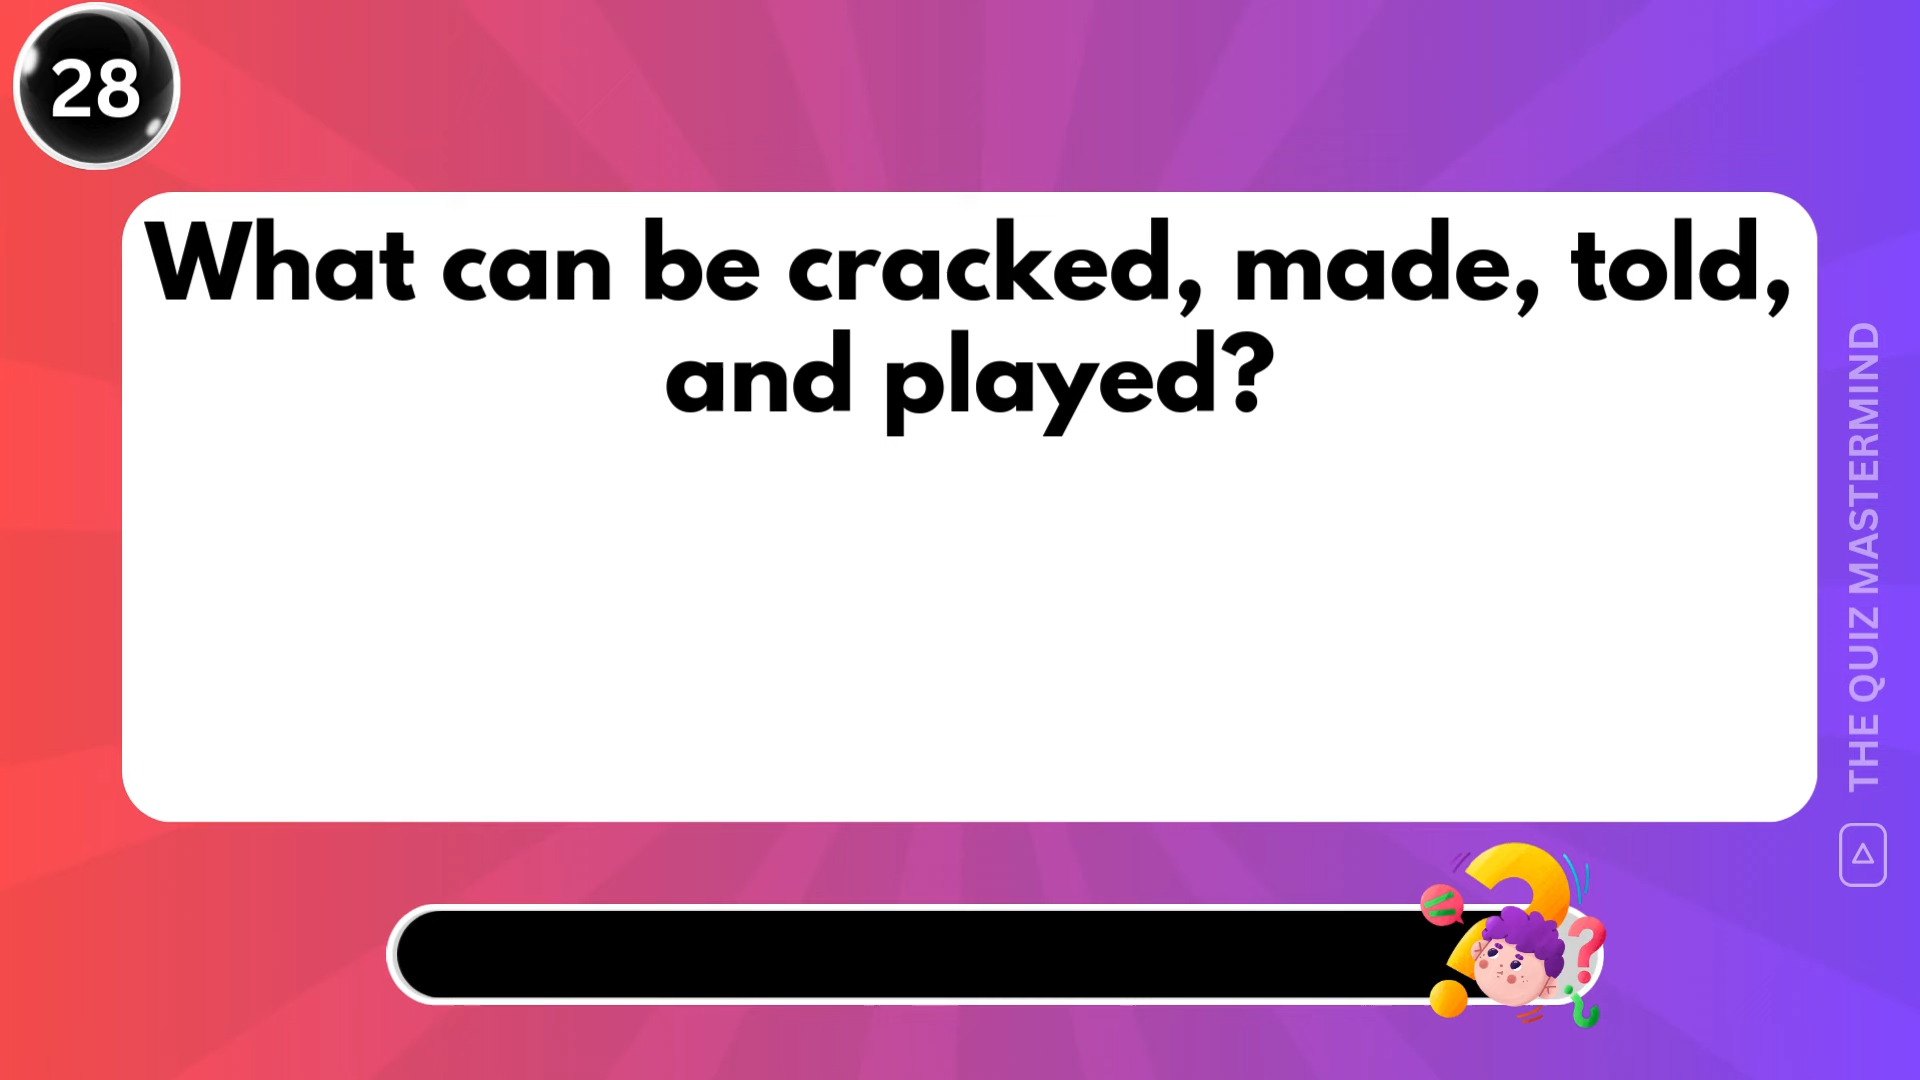 28
What can be cracked, made, told,
and played?
THE QUIZ MASTERMIND